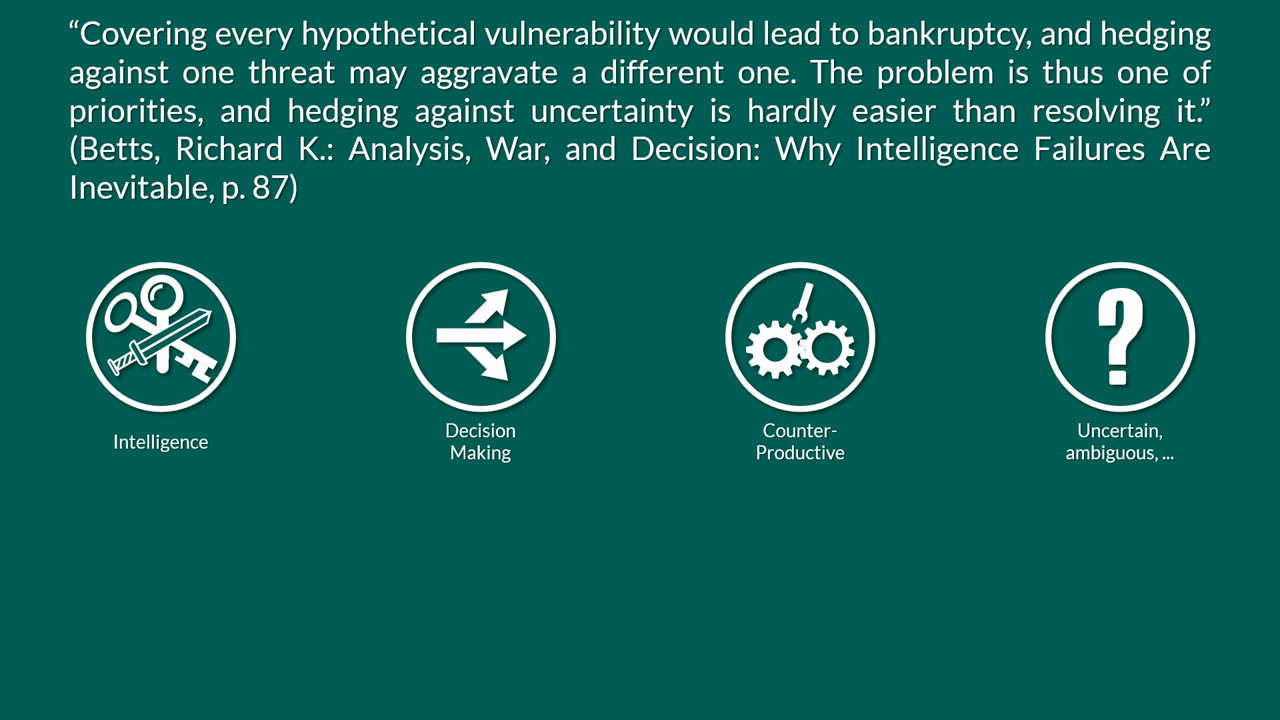 “Covering every hypothetical vulnerability would lead to bankruptcy, and hedging
against one threat may aggravate a different one. The problem is thus one of
priorities, and hedging against uncertainty is hardly easier than resolving it.”
(Betts, Richard K.: Analysis, War, and Decision: Why Intelligence Failures Are
Inevitable, p. 87)
Intelligence
Decision
Making
Counter-
Productive
Uncertain,
ambiguous, ...